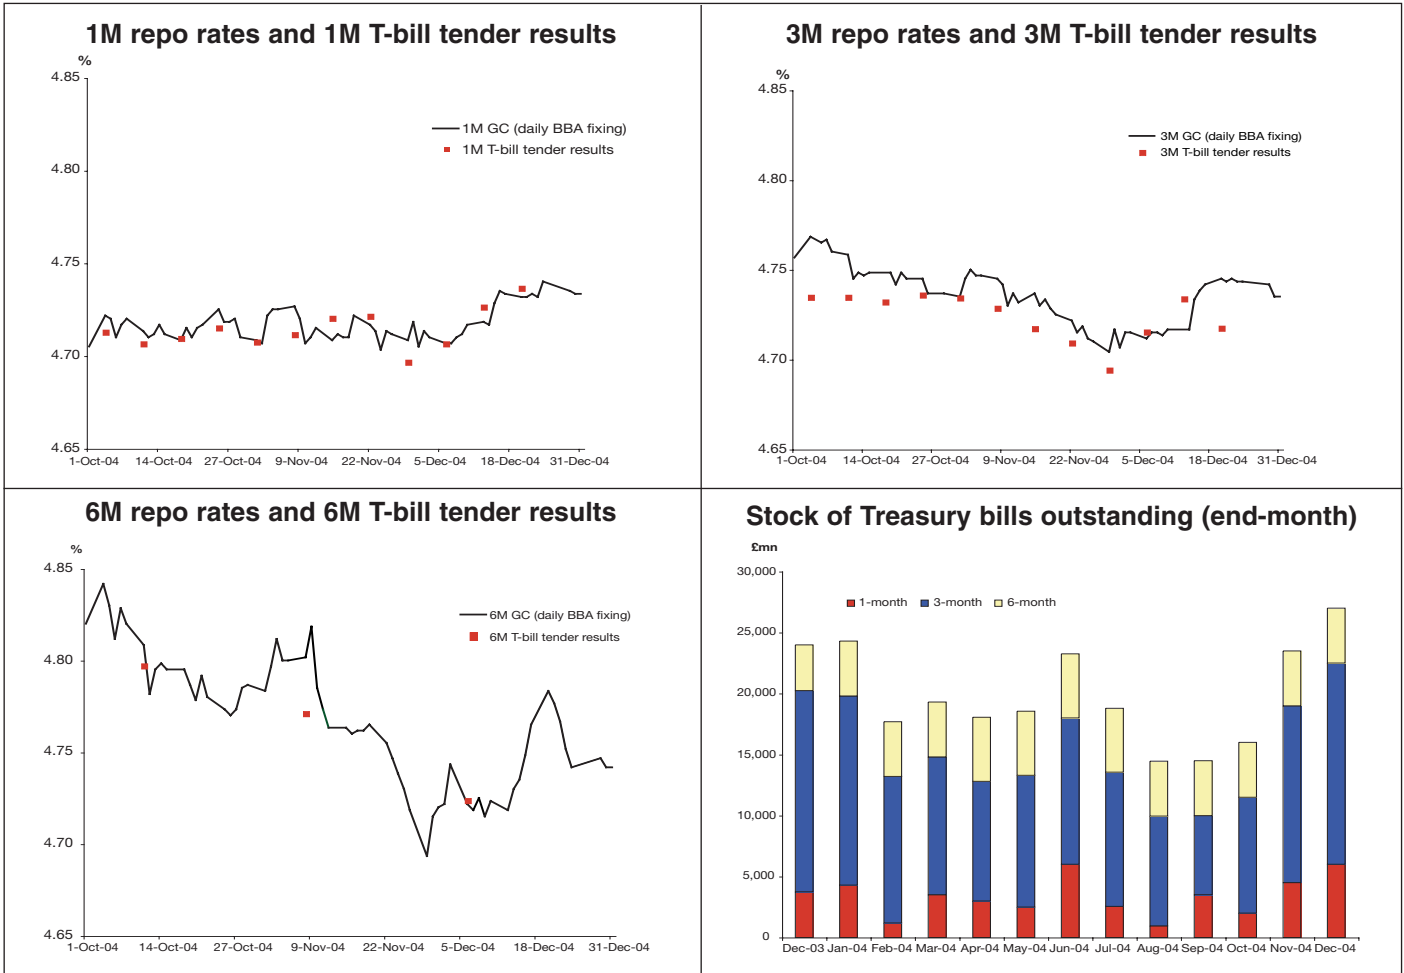 1M repo rates and 1M T-bill tender results
%
4.85
4.80
4.75
4.70
4.65
1M GC (daily BBA fixing)
1M T-bill tender results
1-Oct-04 14-Oct-04 27-Oct-04 9-Nov-04 22-Nov-04 5-Dec-04 18-Dec-04 31-Dec-04
3M repo rates and 3M T-bill tender results
%
4.85
4.80
4.75
4.70
4.65
3M GC (daily BBA fixing)
3M T-bill tender results
1-Oct-04 14-Oct-04 27-Oct-04 9-Nov-04 22-Nov-04 5-Dec-04 18-Dec-04 31-Dec-04
6M repo rates and 6M T-bill tender results
%
4.85
4.80
4.75
4.70
4.65
6M GC (daily BBA fixing)
6M T-bill tender results
1-Oct-04 14-Oct-04 27-Oct-04 9-Nov-04 22-Nov-04 5-Dec-04 18-Dec-04 31-Dec-04
Stock of Treasury bills outstanding (end-month)
£mn
30,000
25,000
20,000
15,000
10,000
5,000
0
1-month 3-month 6-month
Dec-03 Jan-04 Feb-04 Mar-04 Apr-04 May-04 Jun-04 Jul-04 Aug-04 Sep-04 Oct-04 Nov-04 Dec-04